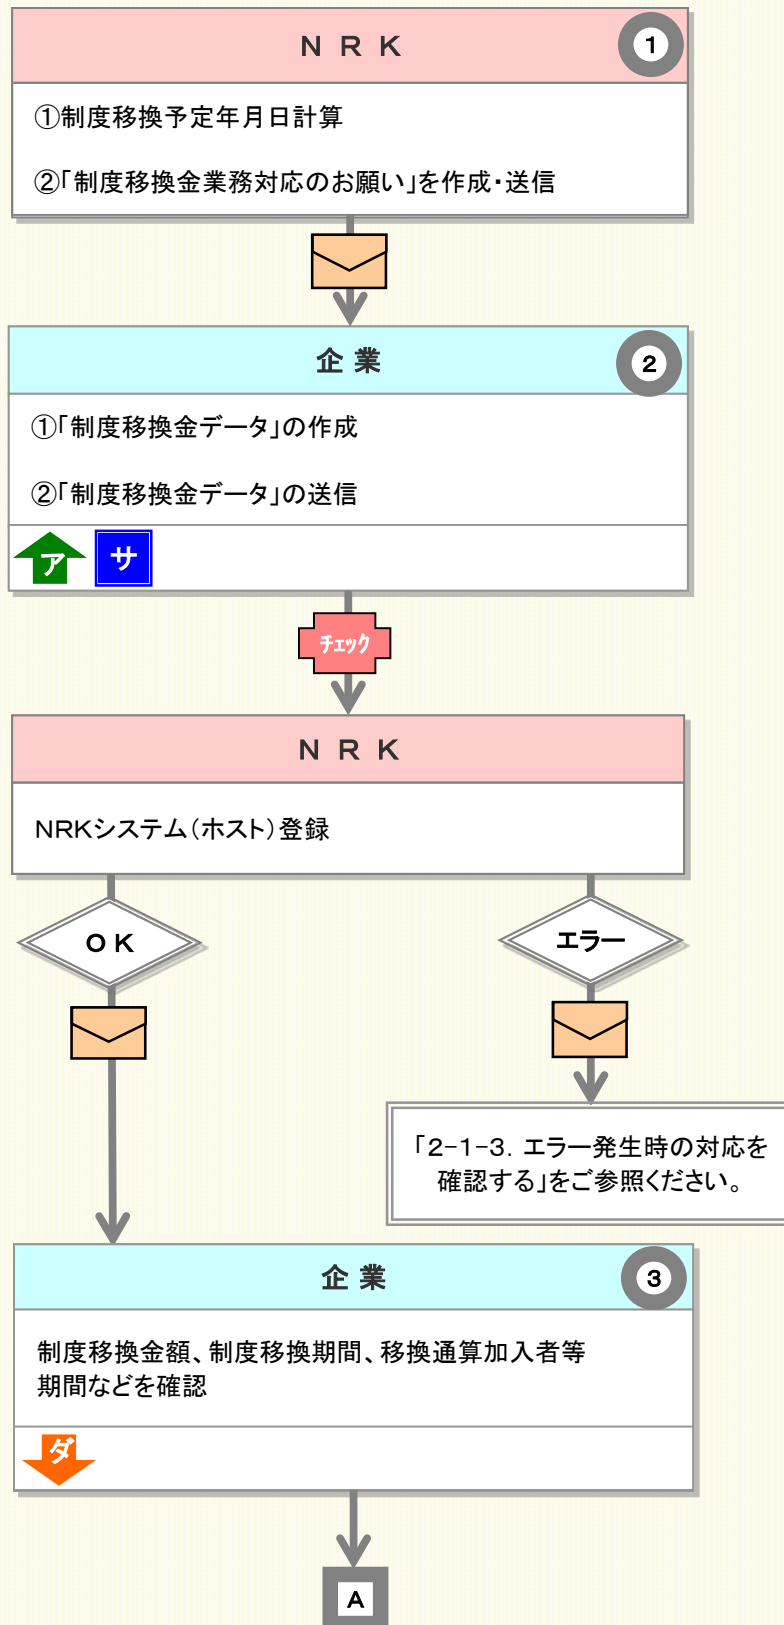 ＮＲＫ
1
①制度移換予定年月日計算
②「制度移換金業務対応のお願い」を作成・送信
企業
2
①「制度移換金データ」の作成
②「制度移換金データ」の送信
ア サ
チェック
ＮＲＫ
NRKシステム（ホスト）登録
ＯＫ
エラー
「2-1-3．エラー発生時の対応を
確認する」をご参照ください。
企業
3
制度移換金額、制度移換期間、移換通算加入者等
期間などを確認
ダ
A